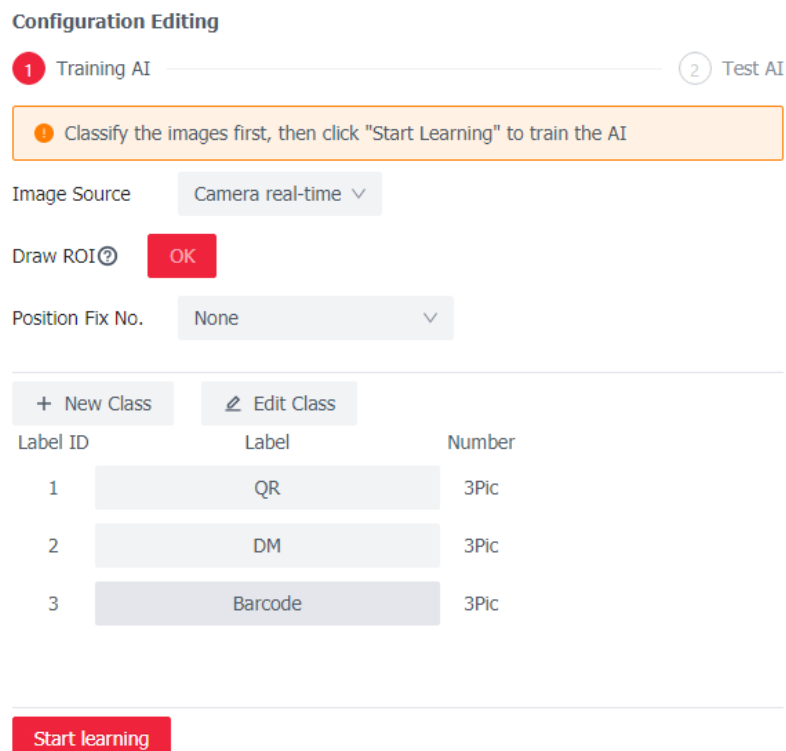 Configuration Editing
1 Training AI 2 Test AI
! Classify the images first, then click "Start Learning" to train the AI
Image Source Camera real-time
Draw ROI? OK
Position Fix No. None
+ New Class Edit Class
Label ID Label Number
1 QR 3Pic
2 DM 3Pic
3 Barcode 3Pic
Start learning